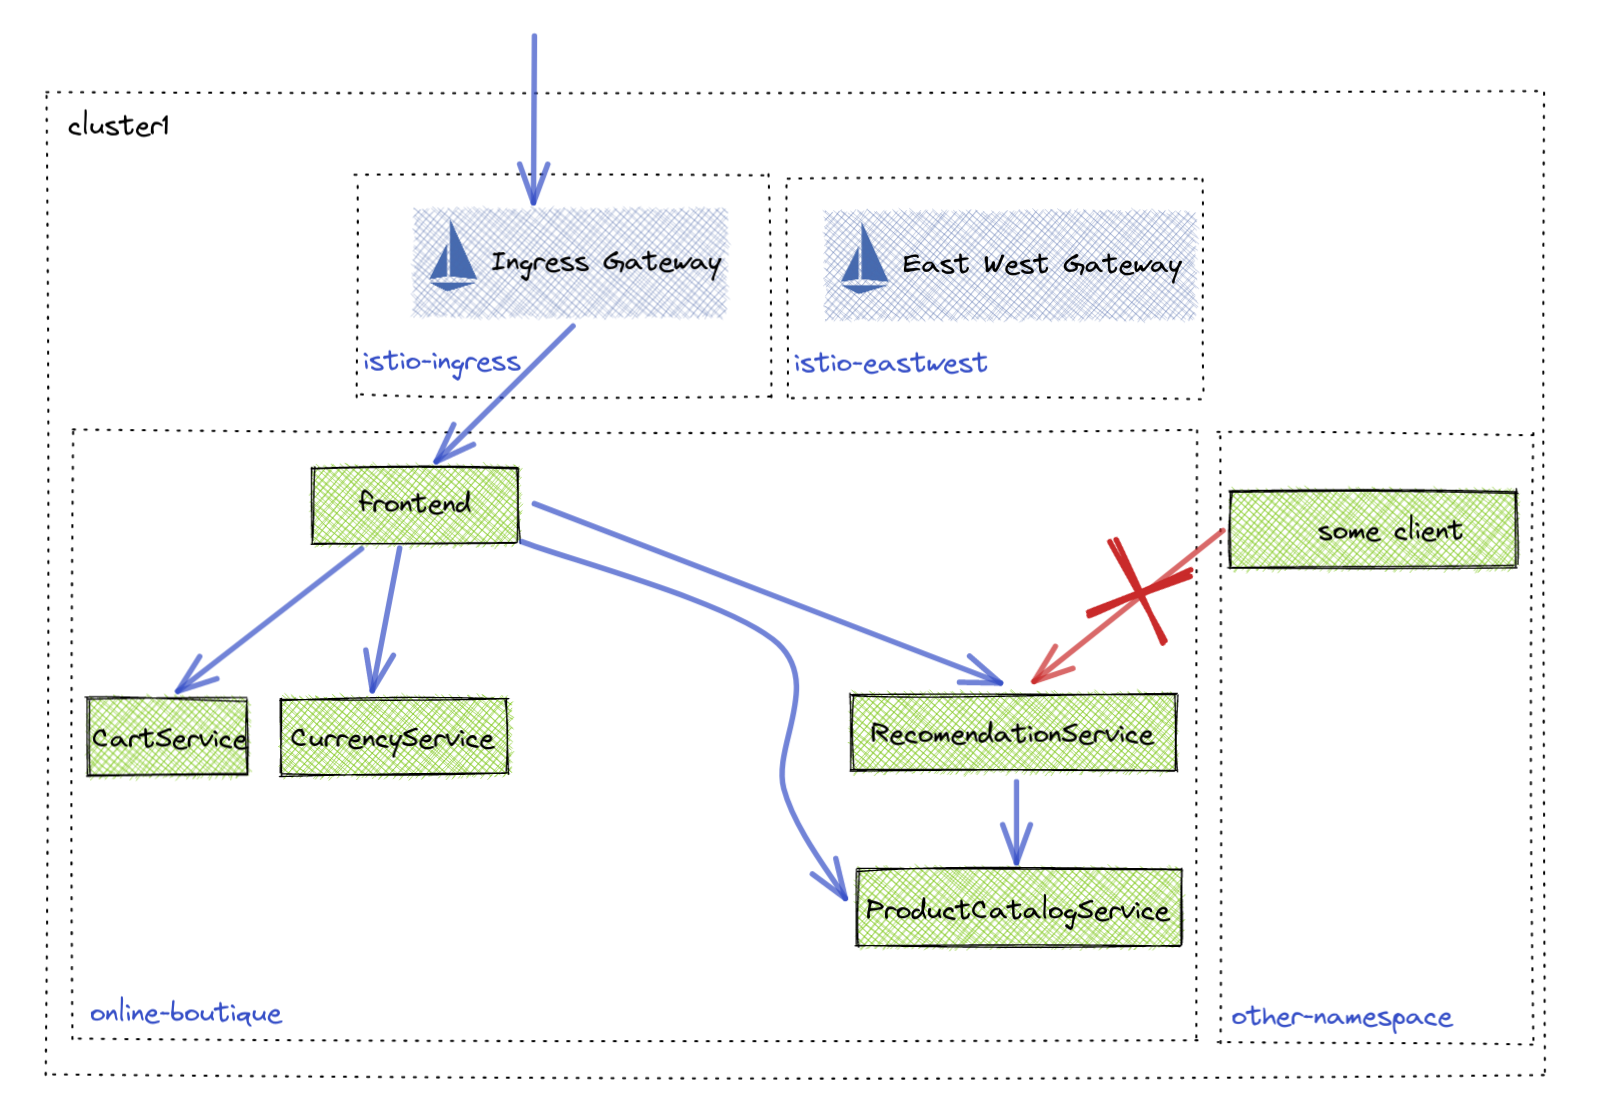 cluster1
Ingress Gateway
East West Gateway
istio-ingress
istio-eastwest
frontend
some client
CartService
CurrencyService
RecomendationService
ProductCatalogService
online-boutique
other-namespace